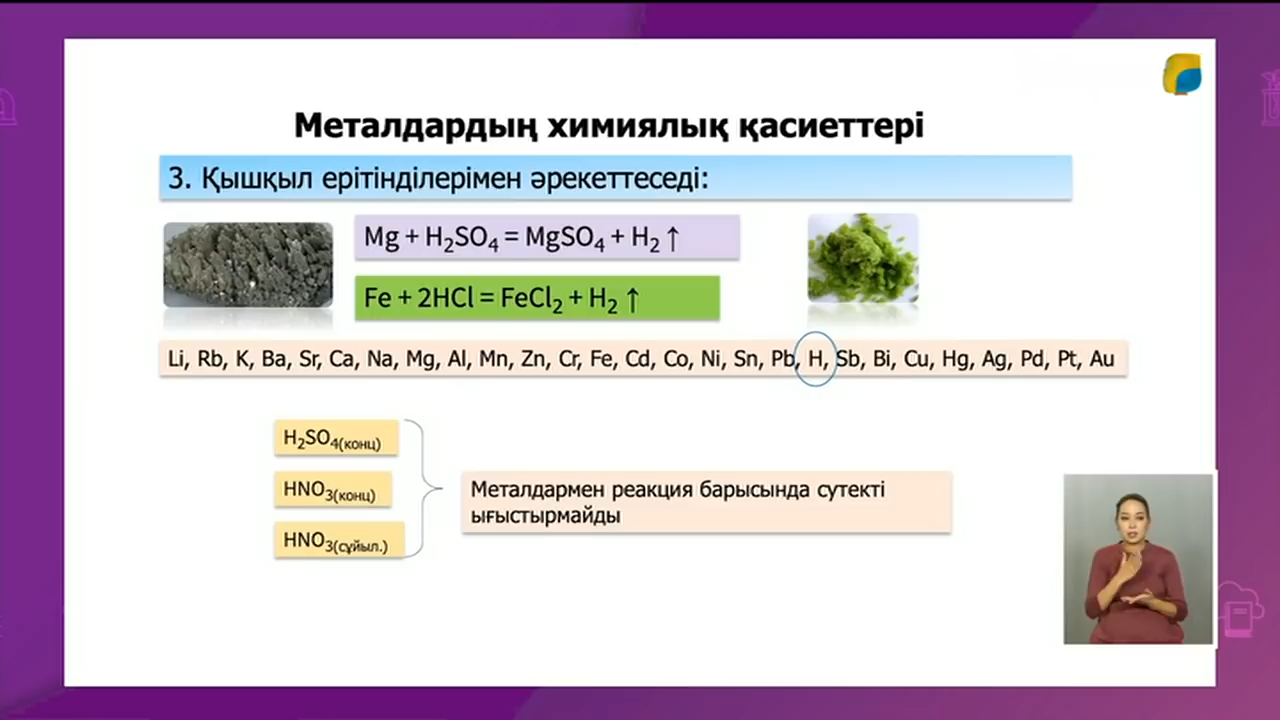 Металдардың химиялық қасиеттері
3. Қышқыл ерітінділерімен әрекеттеседі:
Mg + H₂SO₄ = MgSO₄ + H₂ ↑
Fe + 2HCl = FeCl₂ + H₂ ↑
Li, Rb, K, Ba, Sr, Ca, Na, Mg, Al, Mn, Zn, Cr, Fe, Cd, Co, Ni, Sn, Pb, H, Sb, Bi, Cu, Hg, Ag, Pd, Pt, Au
H₂SO₄(конц)
HNO₃(конц)
HNO₃(сұйыл.)
Металдармен реакция барысында сутекті
ығыстырмайды